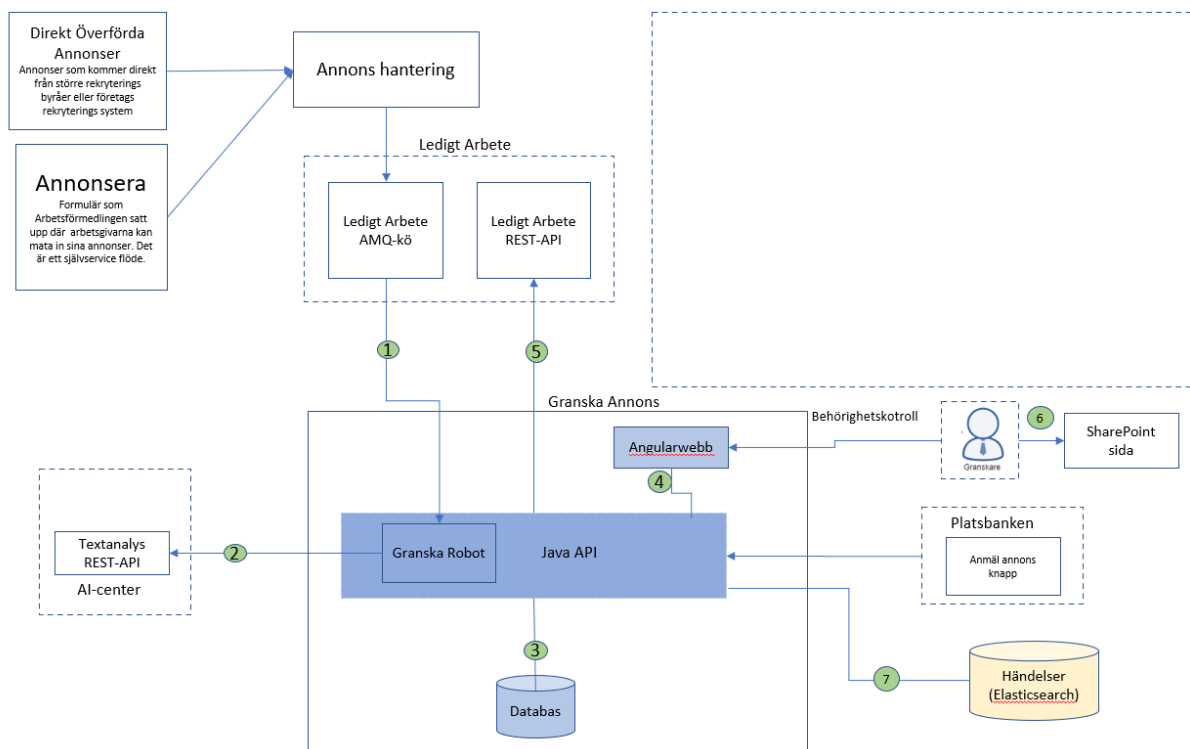 Direkt Överförda
Annonser
Annonser som kommer direkt
från större rekryterings
byråer eller företags
rekryterings system
Annons hantering
Annonsera
Formulär som
Arbetsförmedlingen satt
upp där arbetsgivarna kan
mata in sina annonser. Det
är ett självservice flöde.
Ledigt Arbete
Ledigt Arbete
AMQ-kö
Ledigt Arbete
REST-API
1
5
Granska Annons
Behörighetskotroll
Angularwebb
4
Granskare
6
SharePoint
sida
Textanalys
REST-API
AI-center
2
Granska Robot
Java API
Platsbanken
Anmäl annons
knapp
3
Databas
7
Händelser
(Elasticsearch)